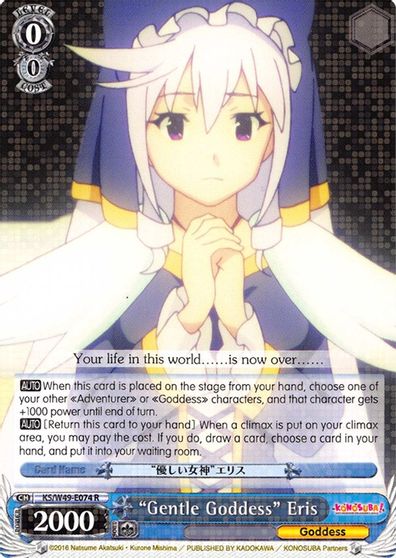 LEVEL
0
0
COST
Your life in this world……is now over……
AUTO When this card is placed on the stage from your hand, choose one of
your other «Adventurer» or «Goddess» characters, and that character gets
+1000 power until end of turn.
AUTO [Return this card to your hand] When a climax is put on your climax
area, you may pay the cost. If you do, draw a card, choose a card in your
hand, and put it into your waiting room.
Card Name
“優しい女神”エリス
CH KS/W49-E074 R
POWER
2000
“Gentle Goddess” Eris
KONOSUBA!
Goddess
©2016 Natsume Akatsuki・Kurone Mishima / PUBLISHED BY KADOKAWA / KONOSUBA Partners